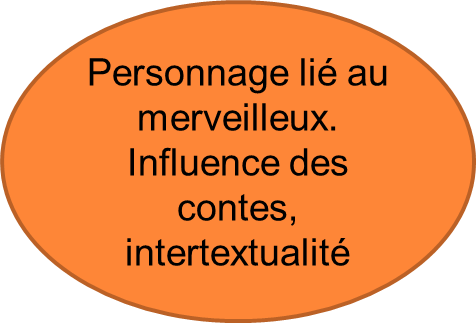 Personnage lié au
merveilleux.
Influence des
contes,
intertextualité